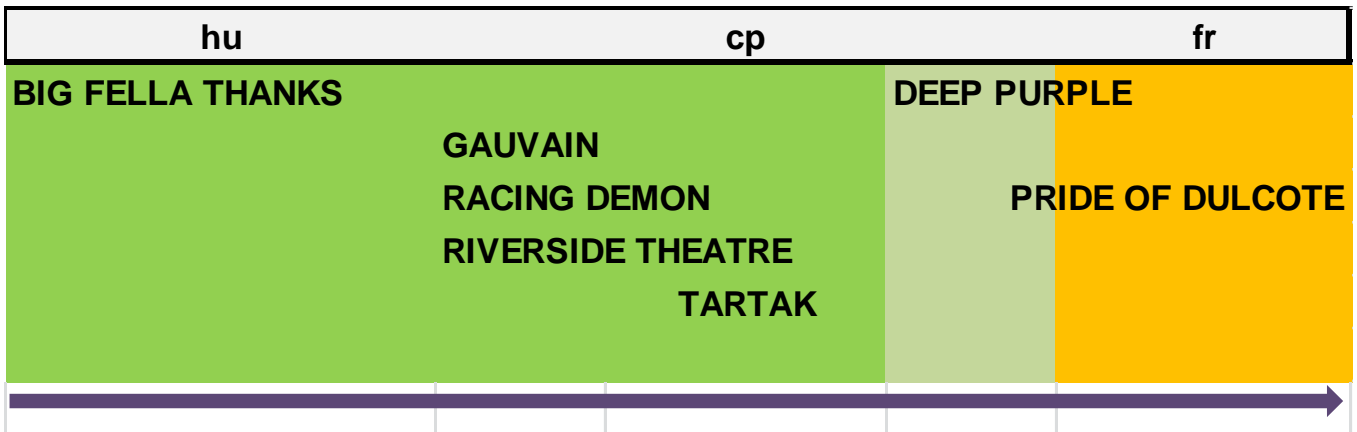 hu cp fr
BIG FELLA THANKS DEEP PURPLE
GAUVAIN
RACING DEMON PRIDE OF DULCOTE
RIVERSIDE THEATRE
TARTAK